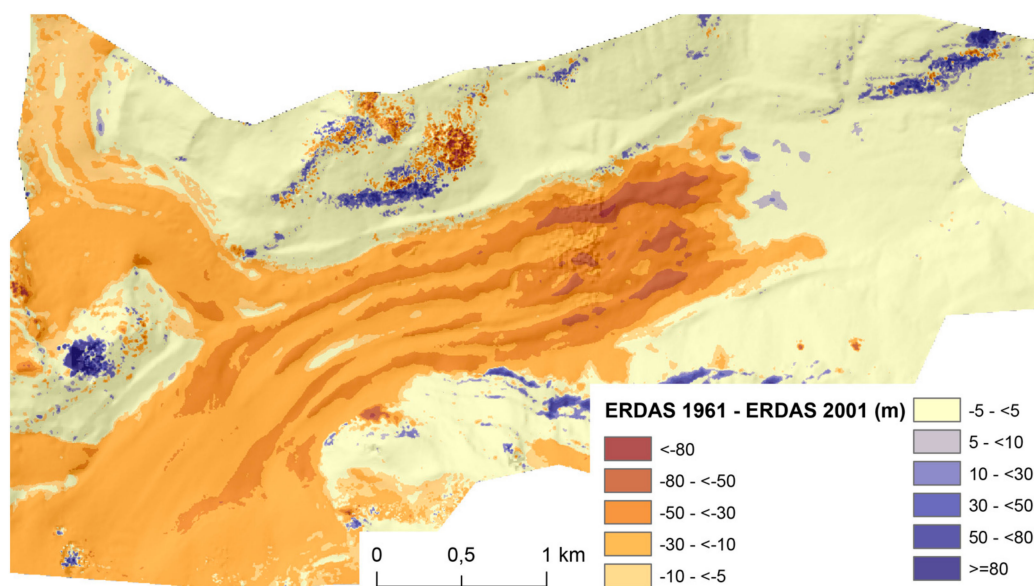 ERDAS 1961 - ERDAS 2001 (m)
<-80
-80 - <-50
-50 - <-30
-30 - <-10
-10 - <-5
-5 - <5
5 - <10
10 - <30
30 - <50
50 - <80
>=80
0 0,5 1 km